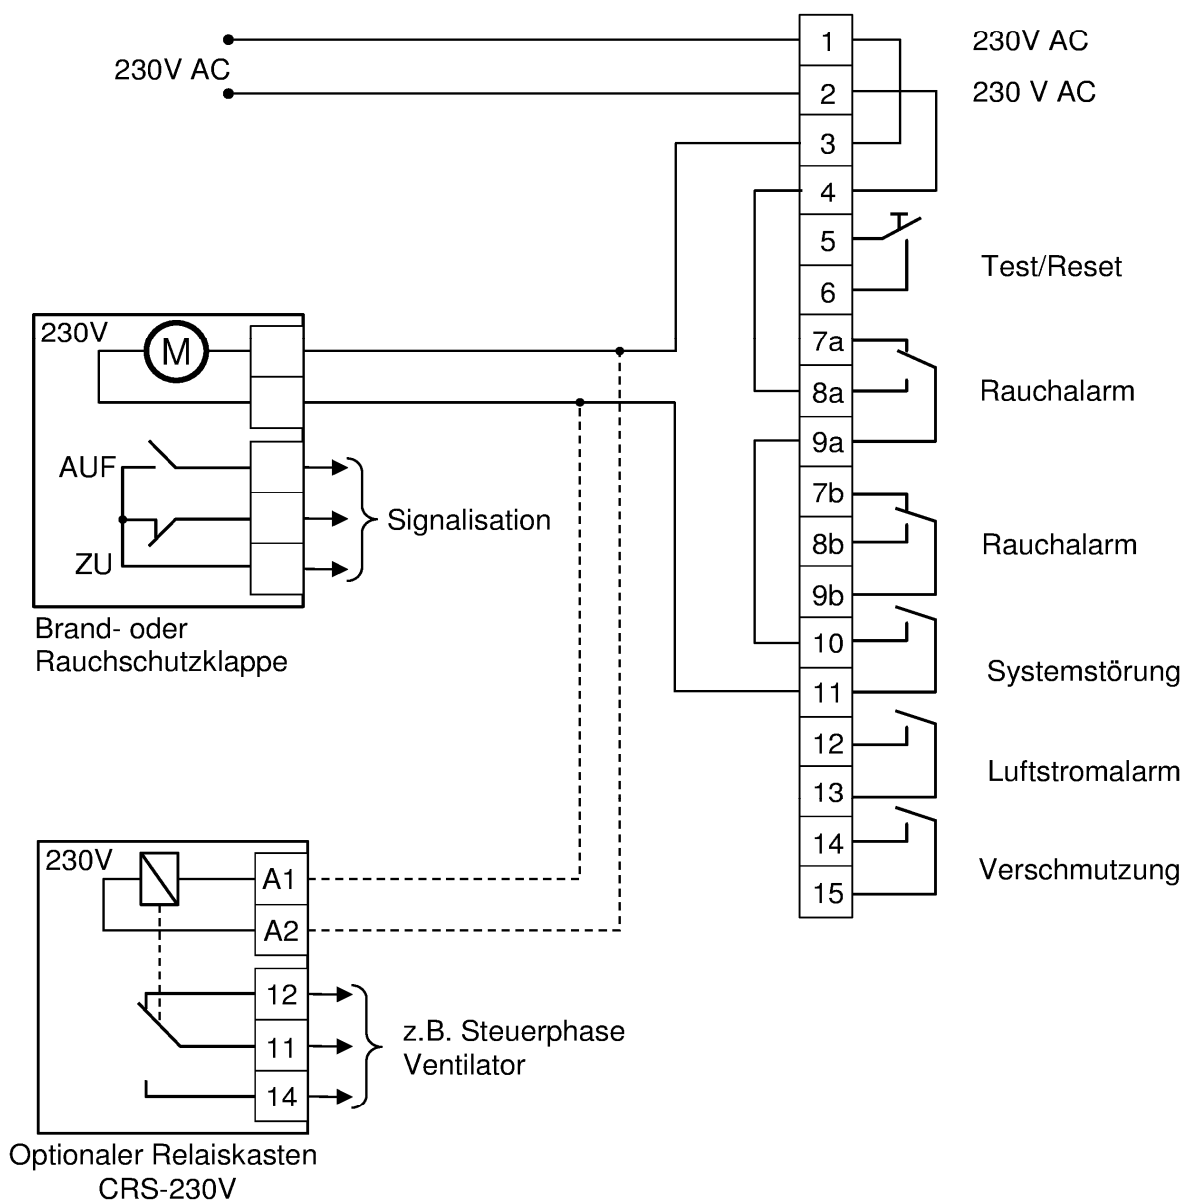 230V AC
1
230V AC
2
230 V AC
3
4
5
6
Test/Reset
7a
8a
9a
Rauchalarm
7b
8b
9b
Rauchalarm
10
11
Systemstörung
12
13
Luftstromalarm
14
15
Verschmutzung
230V
M
AUF
ZU
Signalisation
Brand- oder
Rauchschutzklappe
230V
A1
A2
12
11
14
z.B. Steuerphase
Ventilator
Optionaler Relaiskasten
CRS-230V